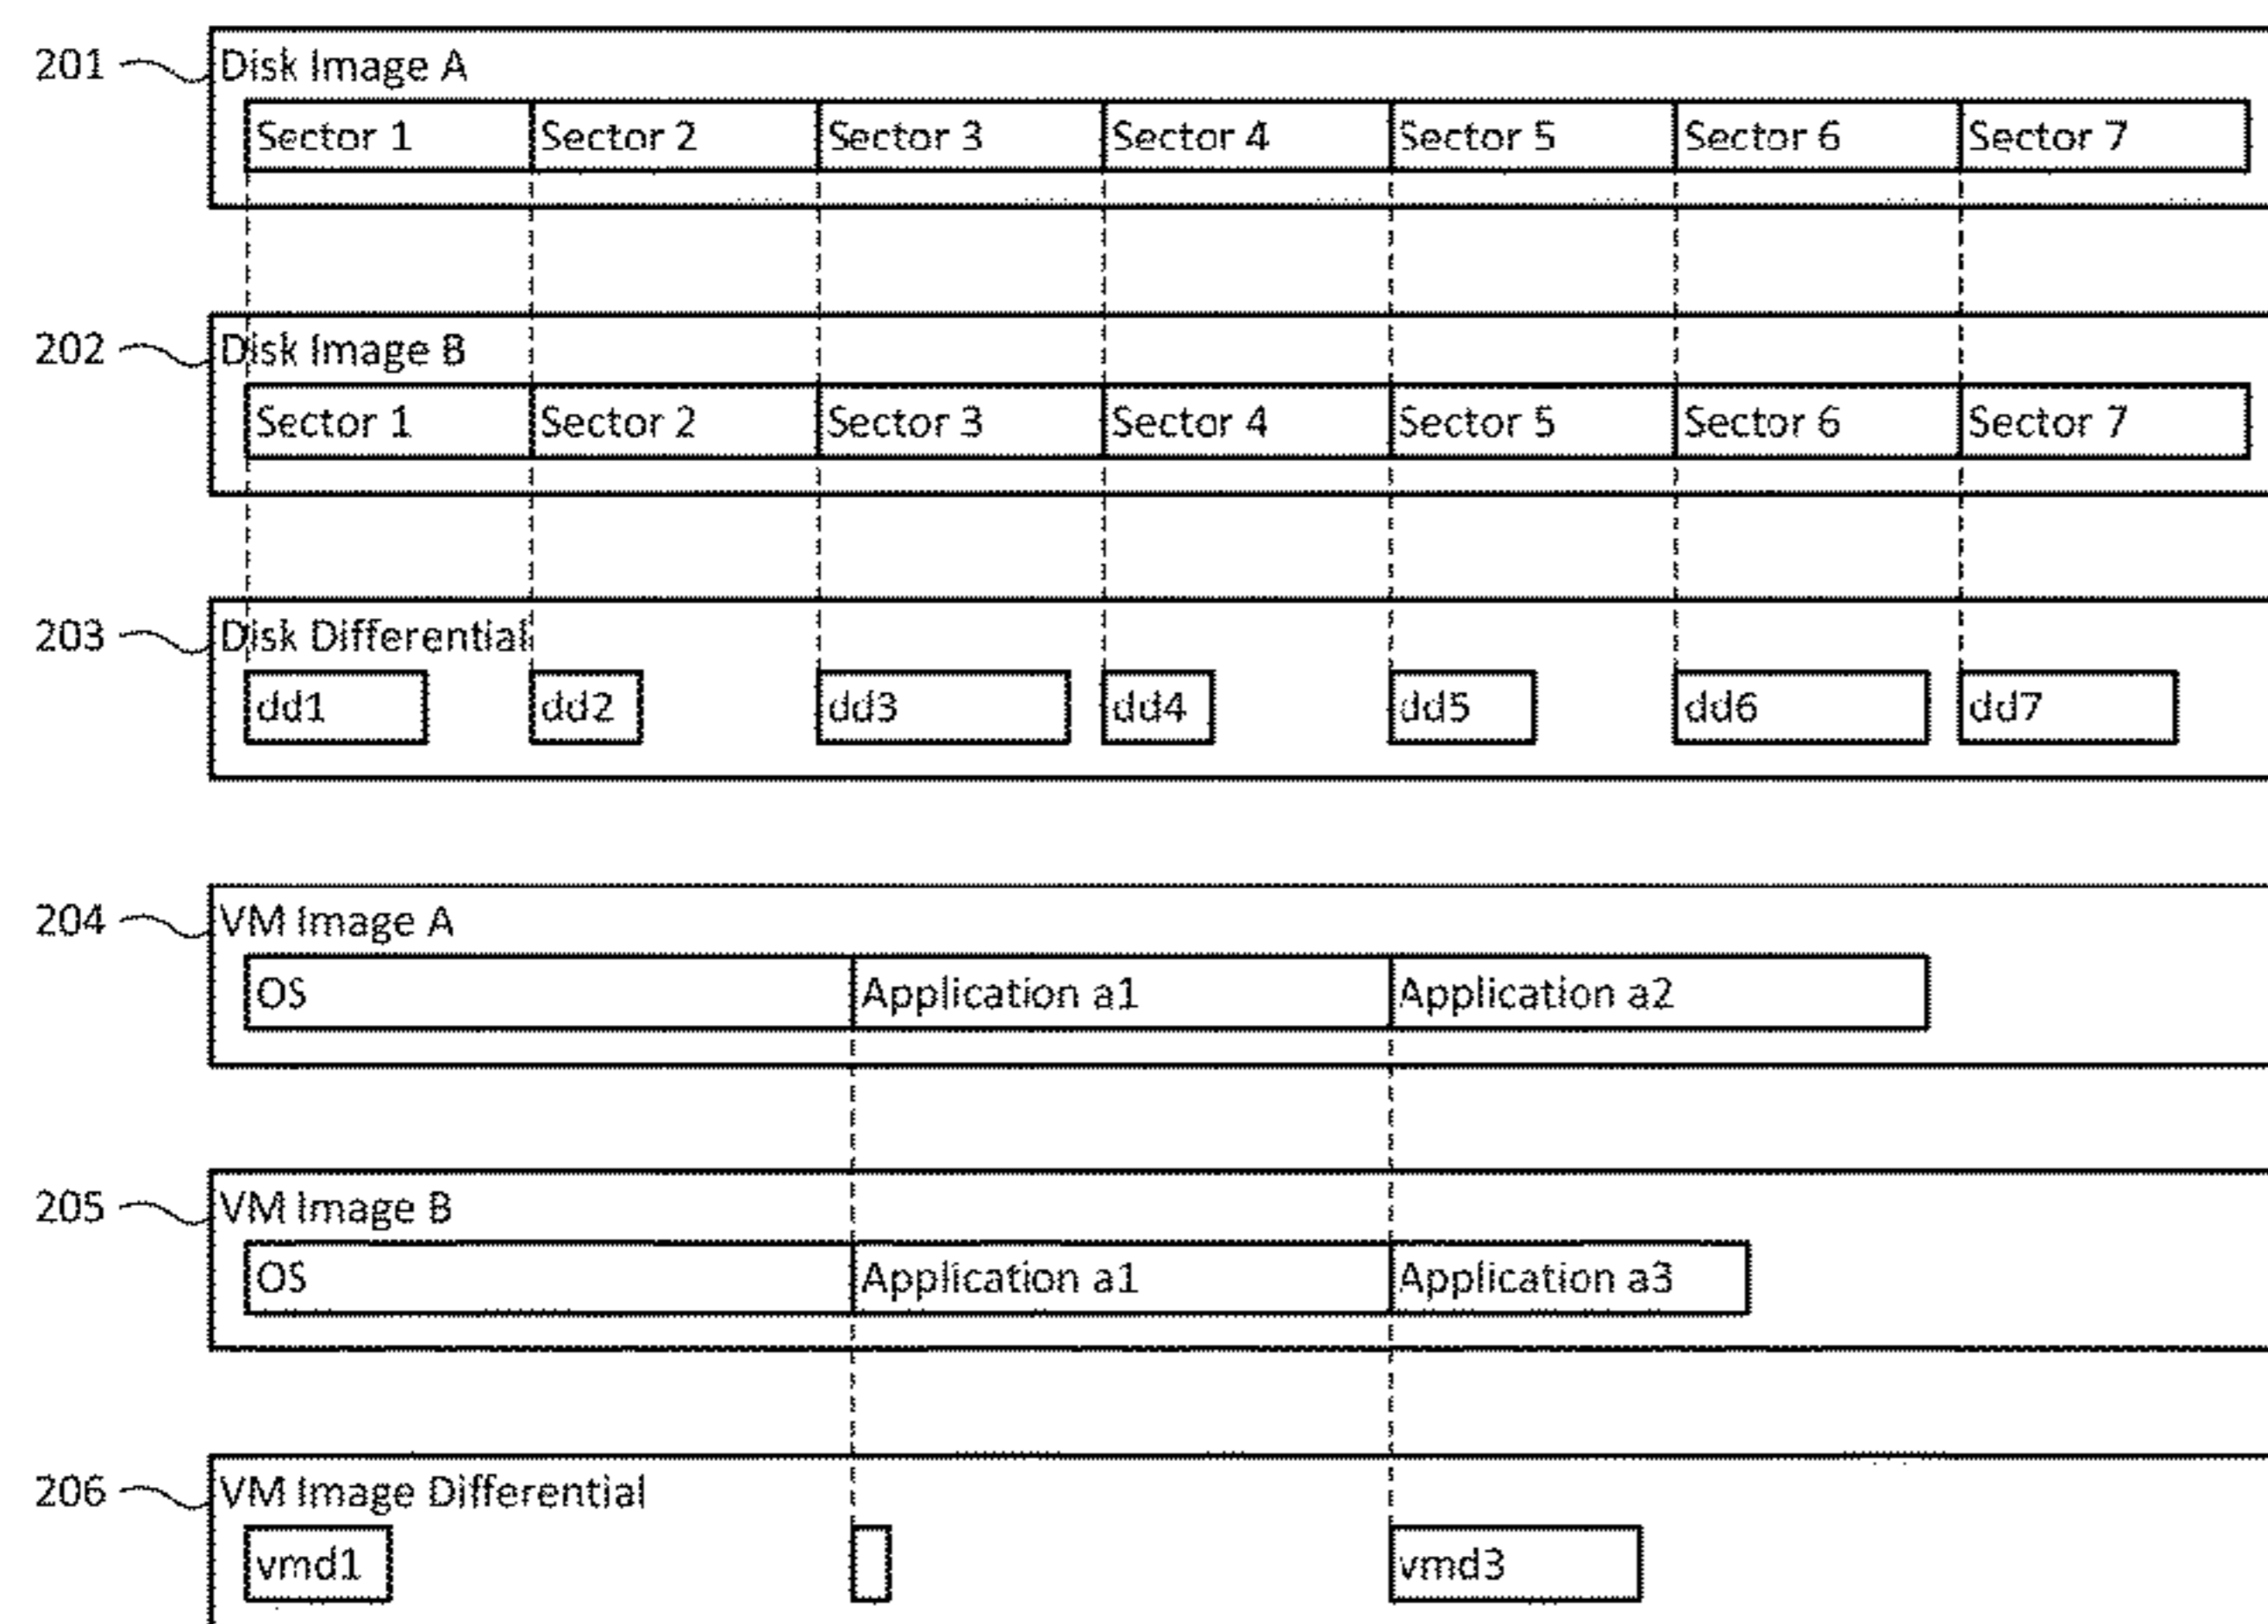 201 Disk Image A
Sector 1 Sector 2 Sector 3 Sector 4 Sector 5 Sector 6 Sector 7
202 Disk Image B
Sector 1 Sector 2 Sector 3 Sector 4 Sector 5 Sector 6 Sector 7
203 Disk Differential
dd1 dd2 dd3 dd4 dd5 dd6 dd7
204 VM Image A
OS Application a1 Application a2
205 VM Image B
OS Application a1 Application a3
206 VM Image Differential
vmd1 vmd3